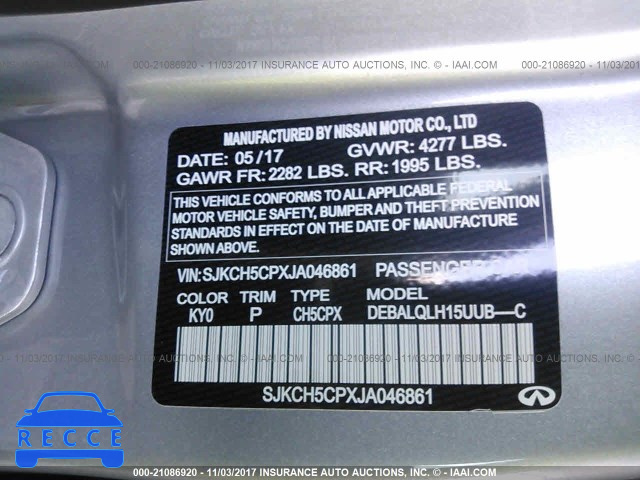 000-21086920 - 11/03/2017 INSURANCE AUTO AUCTIONS, INC. - © - IAAI.COM
MANUFACTURED BY NISSAN MOTOR CO., LTD
DATE: 05/17 GVWR: 4277 LBS.
GAWR FR: 2282 LBS. RR: 1995 LBS.
THIS VEHICLE CONFORMS TO ALL APPLICABLE FEDERAL
MOTOR VEHICLE SAFETY, BUMPER AND THEFT PREVENTION
STANDARDS IN EFFECT ON THE DATE OF MANUFACTURE
SHOWN ABOVE.
VIN: SJKCH5CPXJA046861 PASSENGER
COLOR TRIM TYPE MODEL
KY0 P CH5CPX DEBALQLH15UUB—C
SJKCH5CPXJA046861
RECCE
000-21086920 - 11/03/2017 INSURANCE AUTO AUCTIONS, INC. - © - IAAI.COM